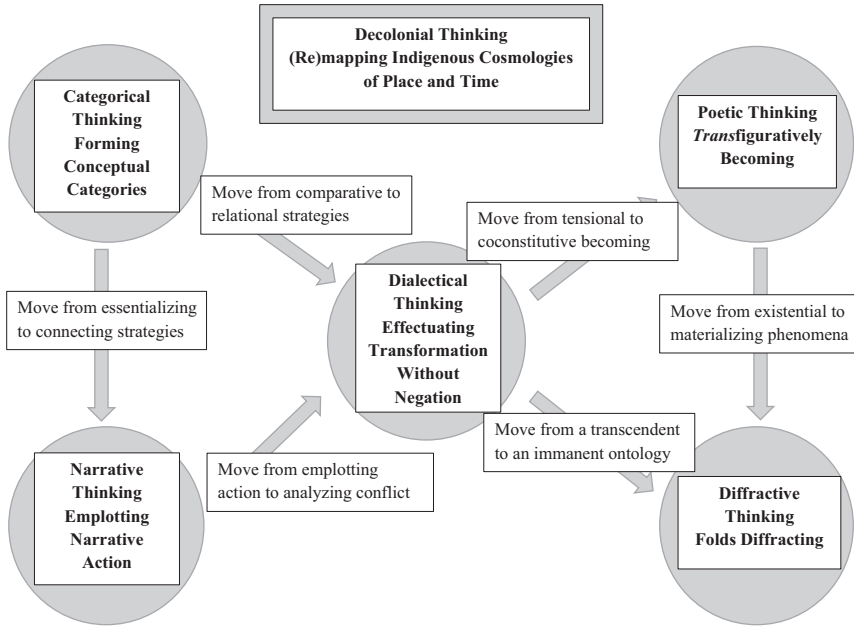 Decolonial Thinking
(Re)mapping Indigenous Cosmologies
of Place and Time
Categorical
Thinking
Forming
Conceptual
Categories
Poetic Thinking
Transfiguratively
Becoming
Move from comparative to
relational strategies
Move from tensional to
coconstitutive becoming
Dialectical
Thinking
Effectuating
Transformation
Without
Negation
Move from essentializing
to connecting strategies
Move from existential to
materializing phenomena
Move from emplotting
action to analyzing conflict
Move from a transcendent
to an immanent ontology
Narrative
Thinking
Emplotting
Narrative
Action
Diffractive
Thinking
Folds Diffracting